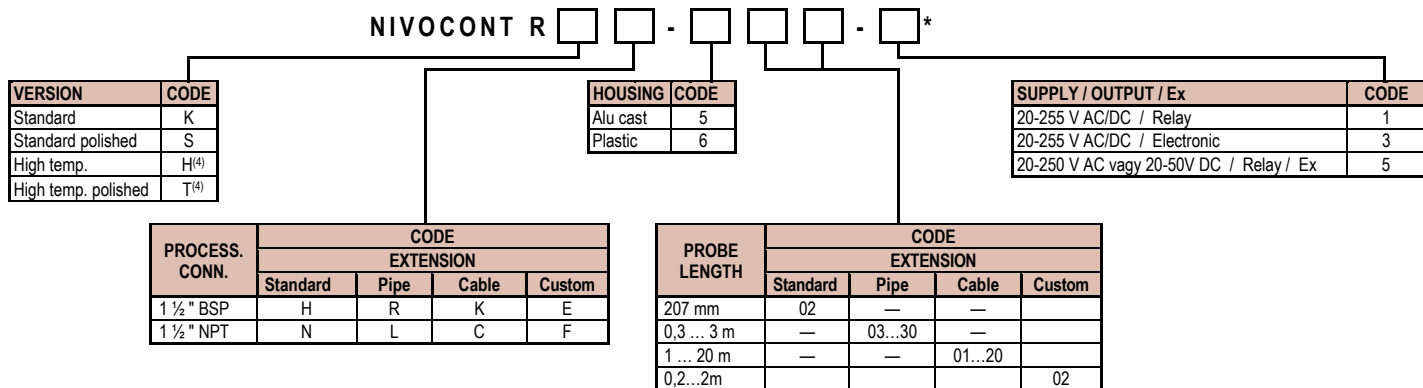 NIVOCONT R - - *
VERSION CODE
Standard K
Standard polished S
High temp. H(4)
High temp. polished T(4)
HOUSING CODE
Alu cast 5
Plastic 6
SUPPLY / OUTPUT / Ex CODE
20-255 V AC/DC / Relay 1
20-255 V AC/DC / Electronic 3
20-250 V AC vagy 20-50V DC / Relay / Ex 5
PROCESS. CONN. CODE
EXTENSION
Standard Pipe Cable Custom
1 ½ " BSP H R K E
1 ½ " NPT N L C F
PROBE LENGTH CODE
EXTENSION
Standard Pipe Cable Custom
207 mm 02 — —
0,3 … 3 m — 03…30 —
1 … 20 m — — 01…20
0,2…2m 02